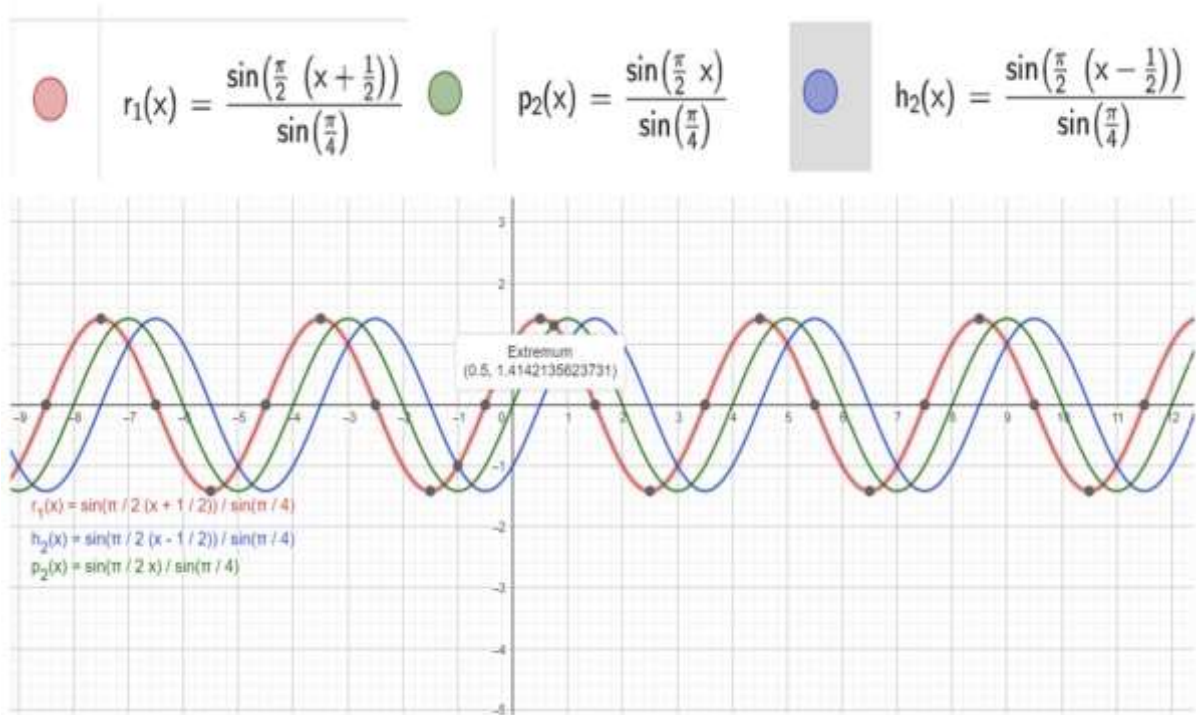 r₁(x) = sin(π/2 (x + 1/2)) / sin(π/4)
p₂(x) = sin(π/2 x) / sin(π/4)
h₂(x) = sin(π/2 (x − 1/2)) / sin(π/4)
3
2
Extremum
(0.5, 1.4142135623731)
-9 -8 -7 -6 -5 -4 -3 -2 -1 0 1 2 3 4 5 6 7 8 9 10 11 12
-1
r₁(x) = sin(π / 2 (x + 1 / 2)) / sin(π / 4)
-2
h₂(x) = sin(π / 2 (x - 1 / 2)) / sin(π / 4)
p₂(x) = sin(π / 2 x) / sin(π / 4)
-3
-4
-5